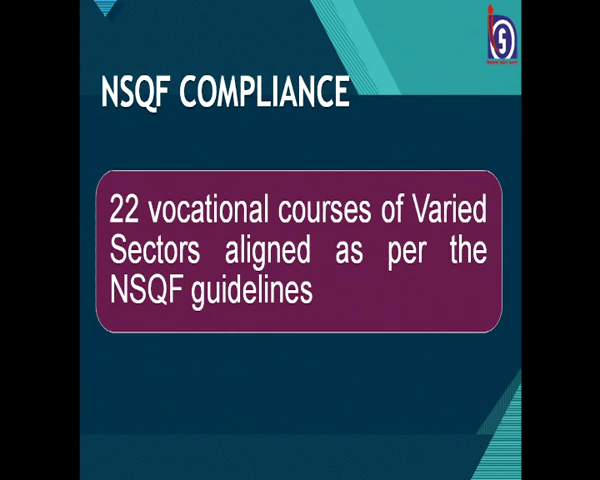 NSQF COMPLIANCE
22 vocational courses of Varied
Sectors aligned as per the
NSQF guidelines